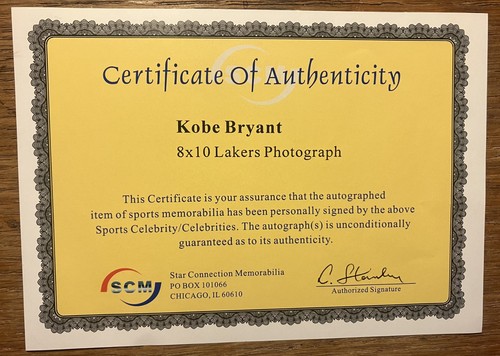 Certificate Of Authenticity
Kobe Bryant
8x10 Lakers Photograph
This Certificate is your assurance that the autographed
item of sports memorabilia has been personally signed by the above
Sports Celebrity/Celebrities. The autograph(s) is unconditionally
guaranteed as to its authenticity.
SCM
Star Connection Memorabilia
PO BOX 101066
CHICAGO, IL 60610
Authorized Signature